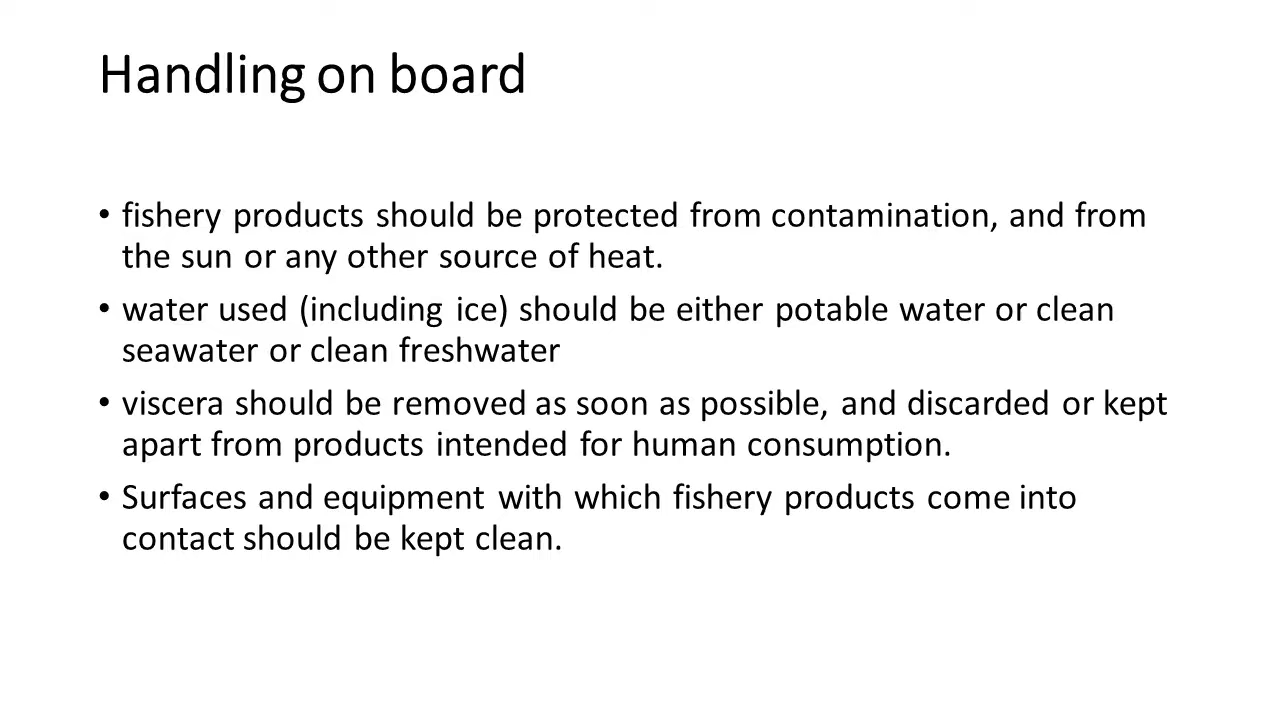 Handling on board
• fishery products should be protected from contamination, and from
the sun or any other source of heat.
• water used (including ice) should be either potable water or clean
seawater or clean freshwater
• viscera should be removed as soon as possible, and discarded or kept
apart from products intended for human consumption.
• Surfaces and equipment with which fishery products come into
contact should be kept clean.